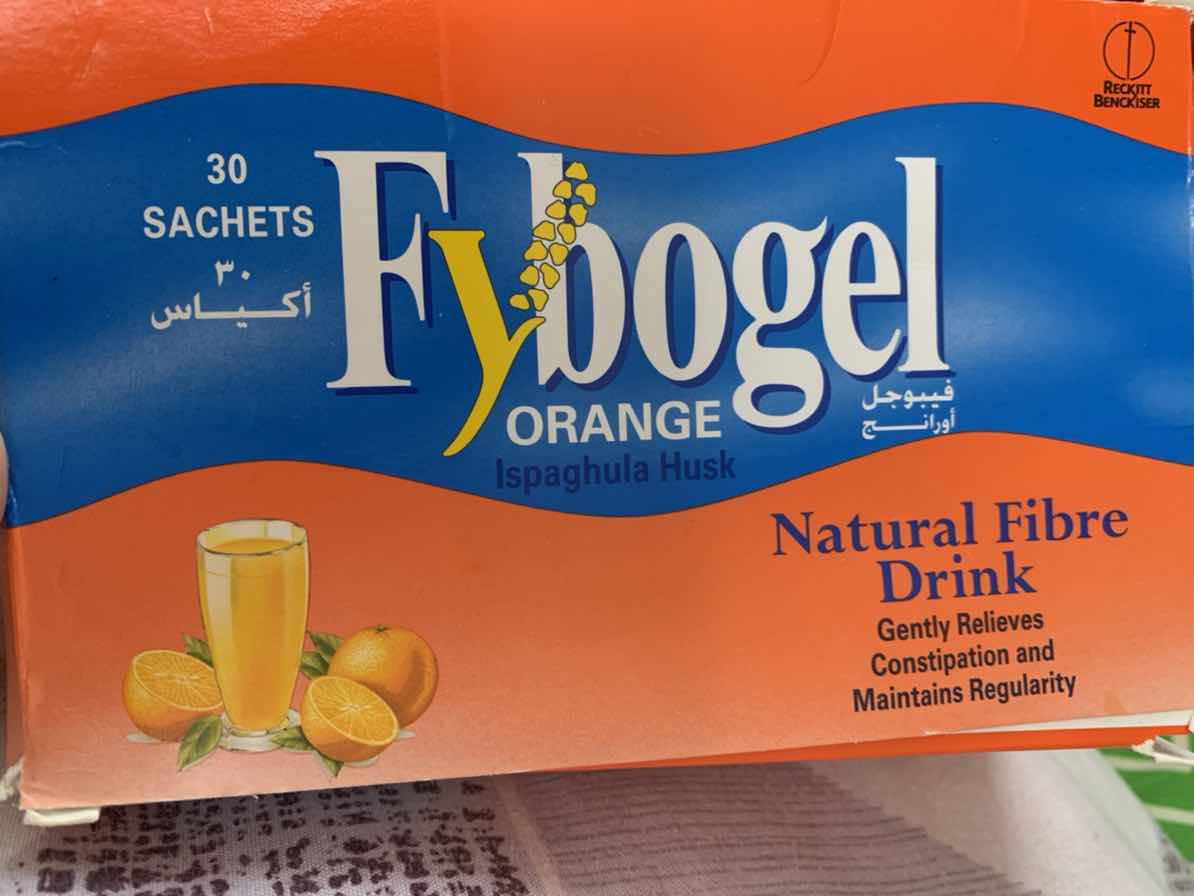 RECKITT
BENCKISER
30
SACHETS
٣٠
أكياس
Fybogel
ORANGE
فيبوجل
أورانج
Ispaghula Husk
Natural Fibre
Drink
Gently Relieves
Constipation and
Maintains Regularity